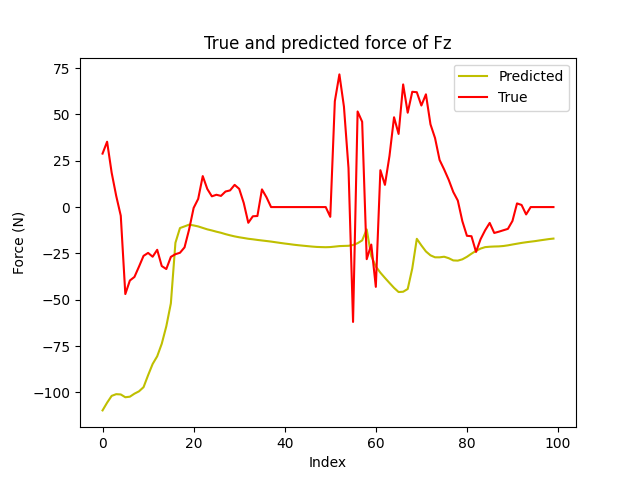 True and predicted force of Fz
Predicted
True
75
50
25
0
−25
−50
−75
−100
Force (N)
0 20 40 60 80 100
Index